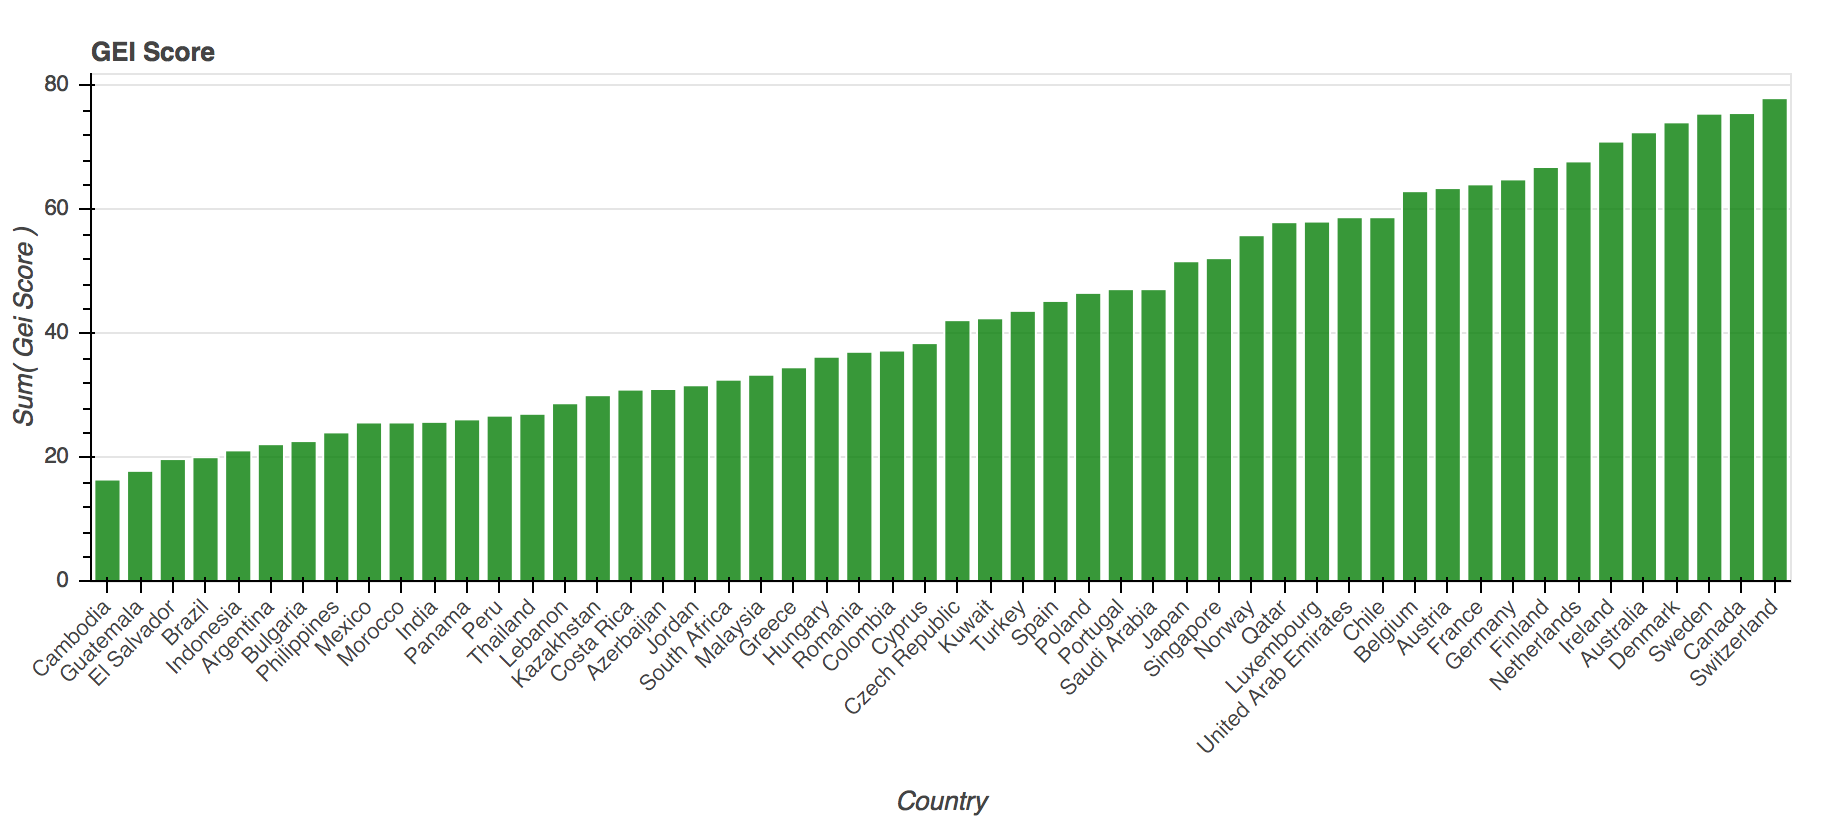 GEI Score
80
60
40
20
0
Sum( Gei Score )
Cambodia
Guatemala
El Salvador
Brazil
Indonesia
Argentina
Bulgaria
Philippines
Mexico
Morocco
India
Panama
Peru
Thailand
Lebanon
Kazakhstan
Costa Rica
Azerbaijan
Jordan
South Africa
Malaysia
Greece
Hungary
Romania
Colombia
Cyprus
Czech Republic
Kuwait
Turkey
Spain
Poland
Portugal
Saudi Arabia
Japan
Singapore
Norway
Qatar
Luxembourg
United Arab Emirates
Chile
Belgium
Austria
France
Germany
Finland
Netherlands
Ireland
Australia
Denmark
Sweden
Canada
Switzerland
Country